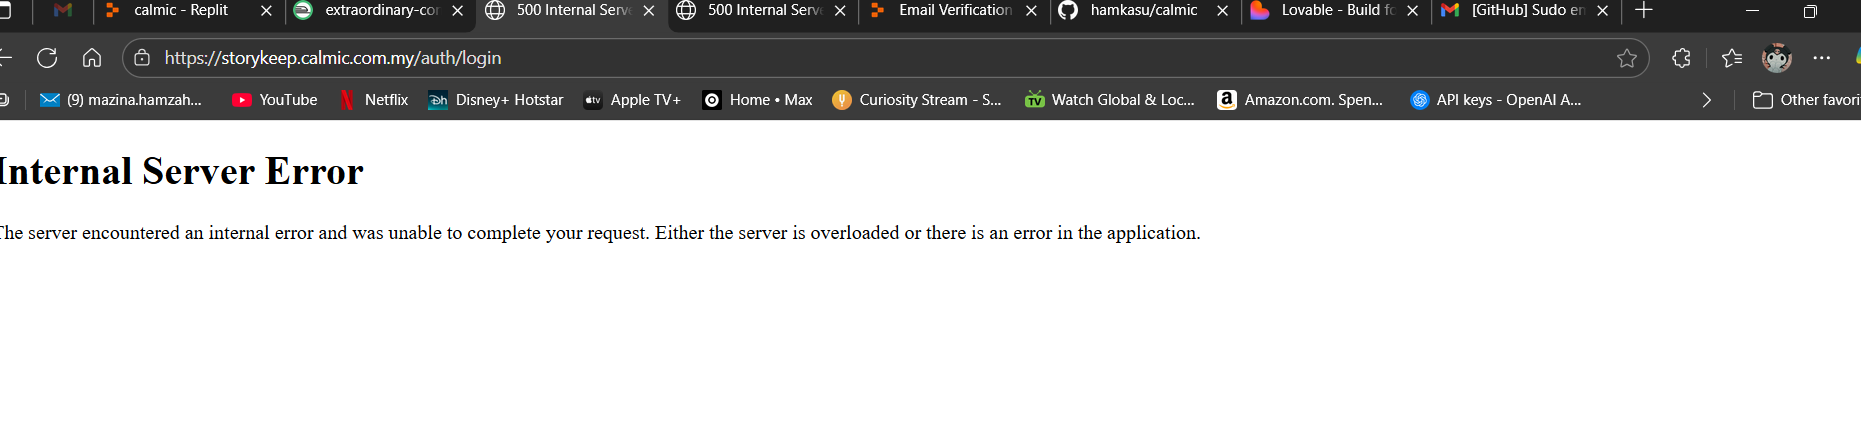 calmic - Replit
extraordinary-cor
500 Internal Serve
500 Internal Serve
Email Verification
hamkasu/calmic
Lovable - Build fo
[GitHub] Sudo en
https://storykeep.calmic.com.my/auth/login
(9) mazina.hamzah...
YouTube
Netflix
Disney+ Hotstar
Apple TV+
Home • Max
Curiosity Stream - S...
Watch Global & Loc...
Amazon.com. Spen...
API keys - OpenAI A...
Other favori
Internal Server Error
The server encountered an internal error and was unable to complete your request. Either the server is overloaded or there is an error in the application.